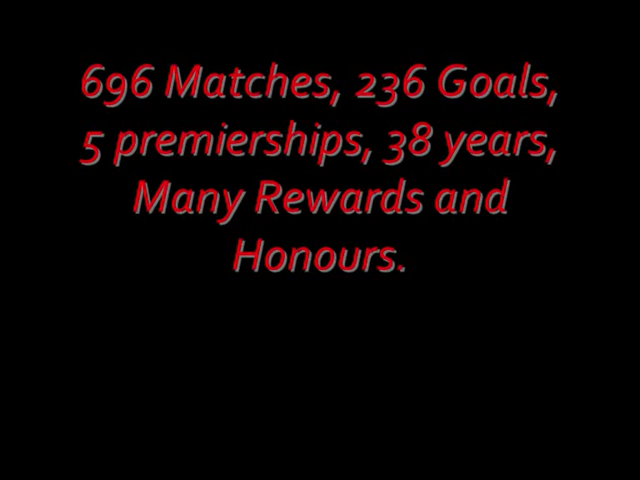 696 Matches, 236 Goals,
5 premierships, 38 years,
Many Rewards and
Honours.